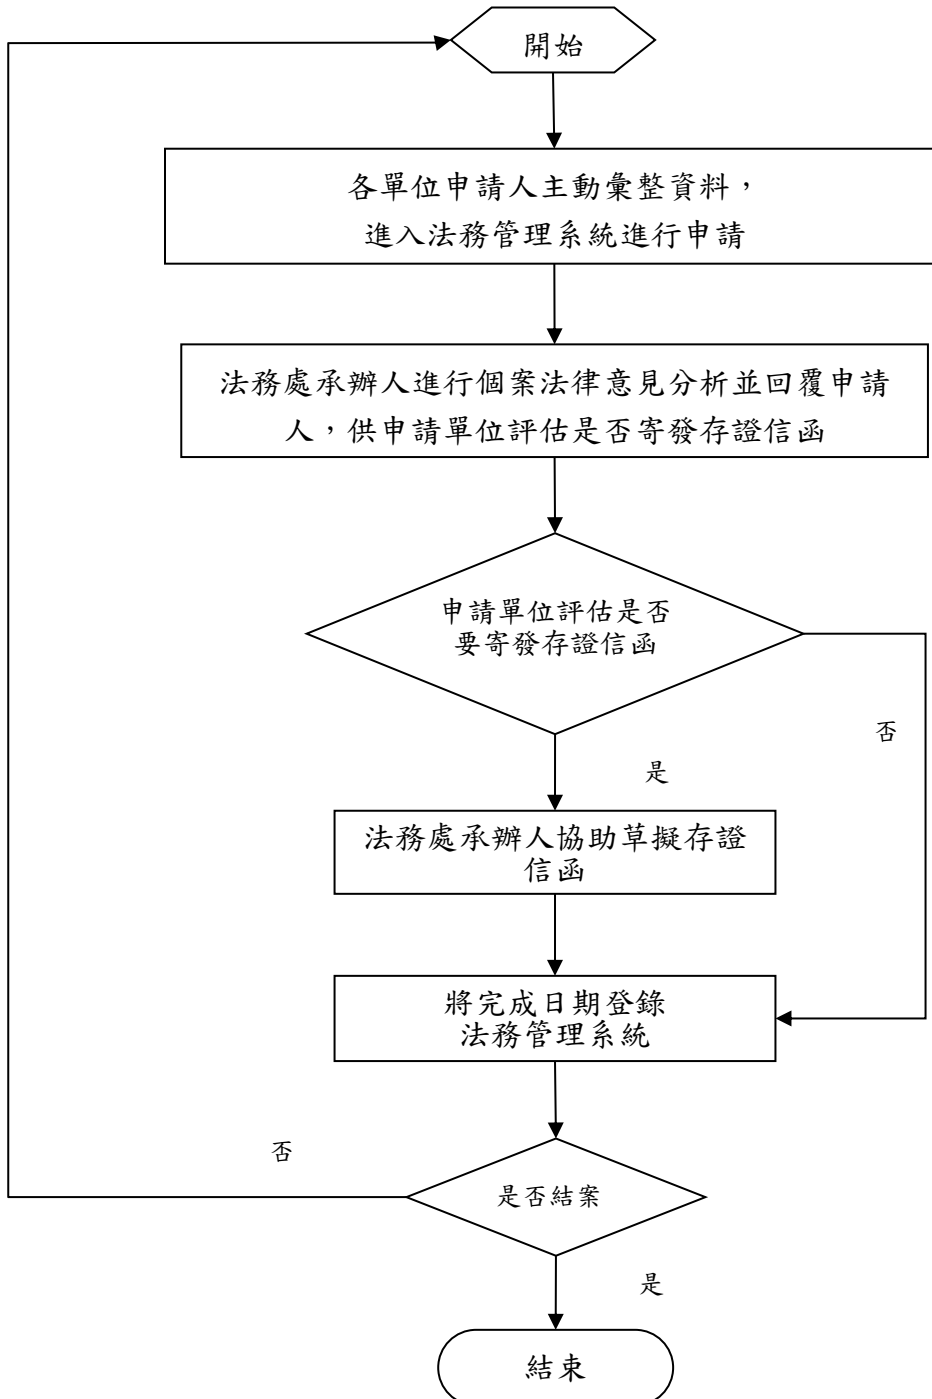 開始
各單位申請人主動彙整資料，
進入法務管理系統進行申請
法務處承辦人進行個案法律意見分析並回覆申請
人，供申請單位評估是否寄發存證信函
申請單位評估是否
要寄發存證信函
否
是
法務處承辦人協助草擬存證
信函
將完成日期登錄
法務管理系統
否
是否結案
是
結束